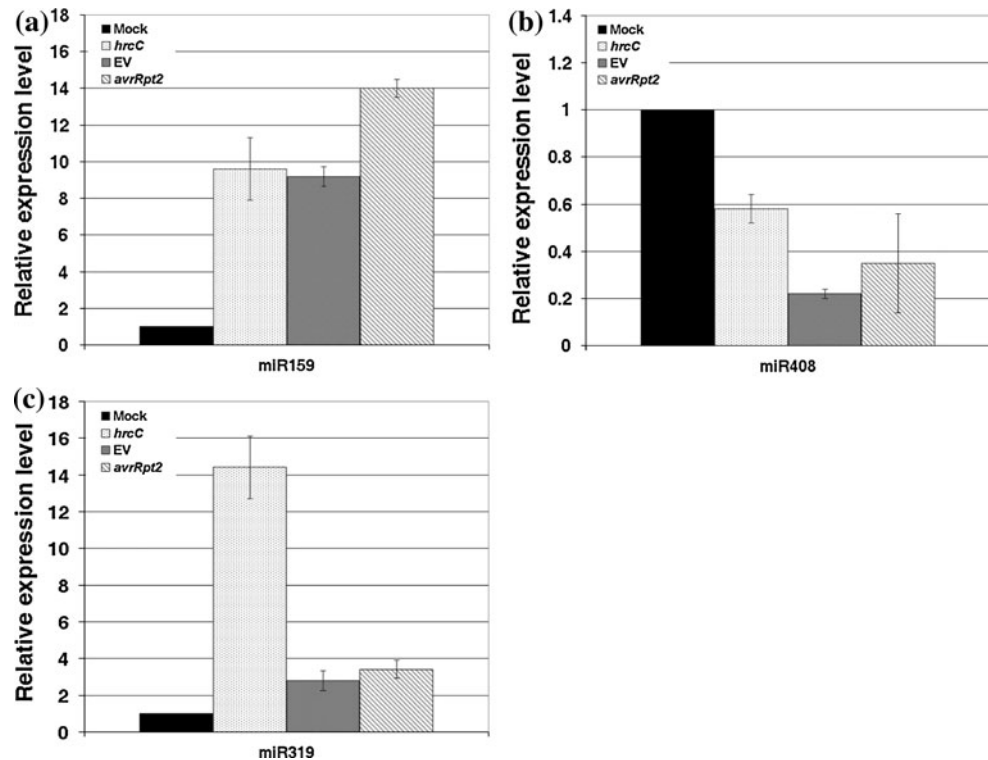 (a)
Relative expression level
18
16
14
12
10
8
6
4
2
0
Mock
hrcC
EV
avrRpt2
miR159
(b)
Relative expression level
1.4
1.2
1
0.8
0.6
0.4
0.2
0
Mock
hrcC
EV
avrRpt2
miR408
(c)
Relative expression level
18
16
14
12
10
8
6
4
2
0
Mock
hrcC
EV
avrRpt2
miR319